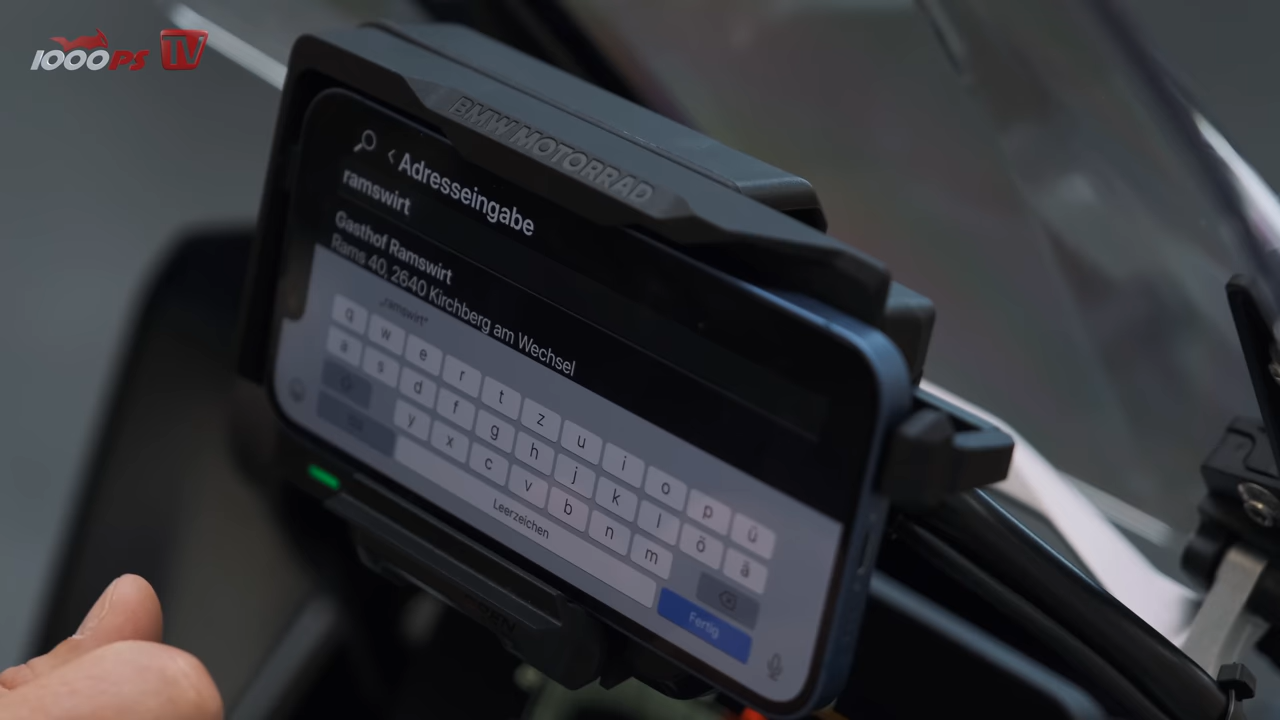 1000PS TV
BMW MOTORRAD
Adresseingabe
ramswirt
Gasthof Ramswirt
Rams 40, 2640 Kirchberg am Wechsel
„ramswirt“
q w e r t z u i o p ü
a s d f g h j k l ö ä
y x c v b n m
Leerzeichen
Fertig